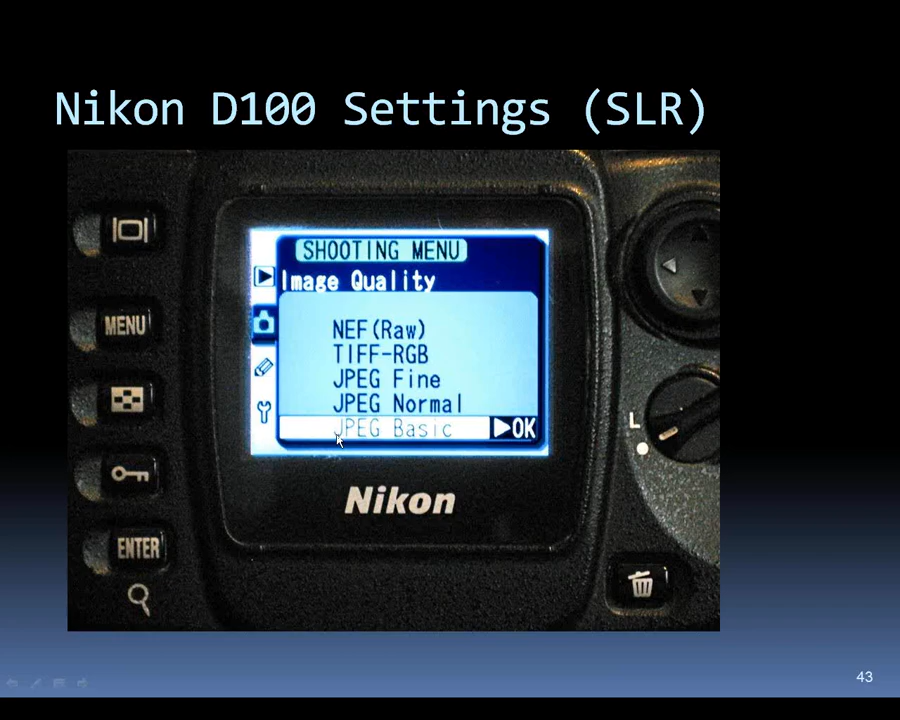 Nikon D100 Settings (SLR)
SHOOTING MENU
Image Quality
NEF(Raw)
TIFF-RGB
JPEG Fine
JPEG Normal
JPEG Basic ▶OK
MENU
L
Nikon
ENTER
43